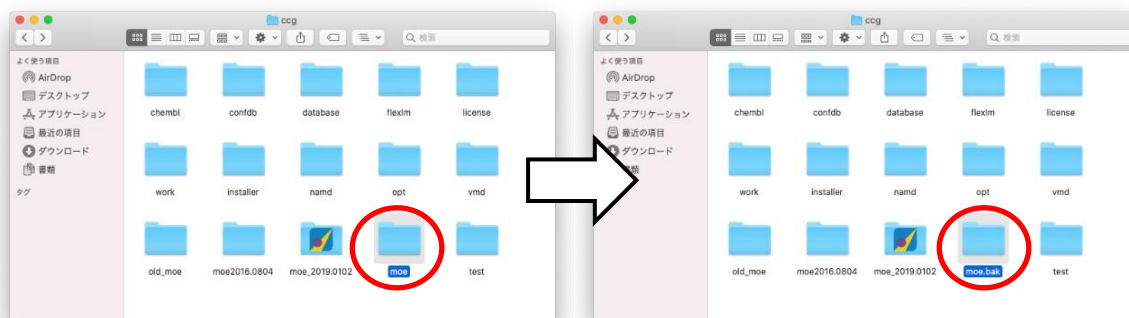 ccg
検索
よく使う項目
AirDrop
デスクトップ
アプリケーション
最近の項目
ダウンロード
書類
タグ
chembl confdb database flexlm license
work installer namd opt vmd
old_moe moe2016.0804 moe_2019.0102 moe test
ccg
検索
よく使う項目
AirDrop
デスクトップ
アプリケーション
最近の項目
ダウンロード
類
chembl confdb database flexlm license
work installer namd opt vmd
old_moe moe2016.0804 moe_2019.0102 moe.bak test